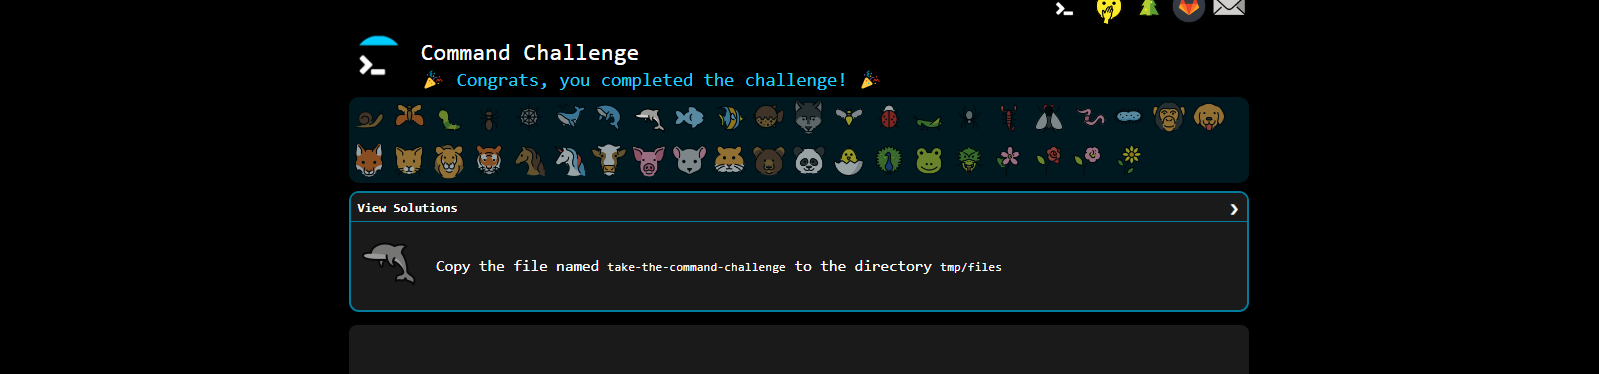 Command Challenge
Congrats, you completed the challenge!
View Solutions
Copy the file named take-the-command-challenge to the directory tmp/files